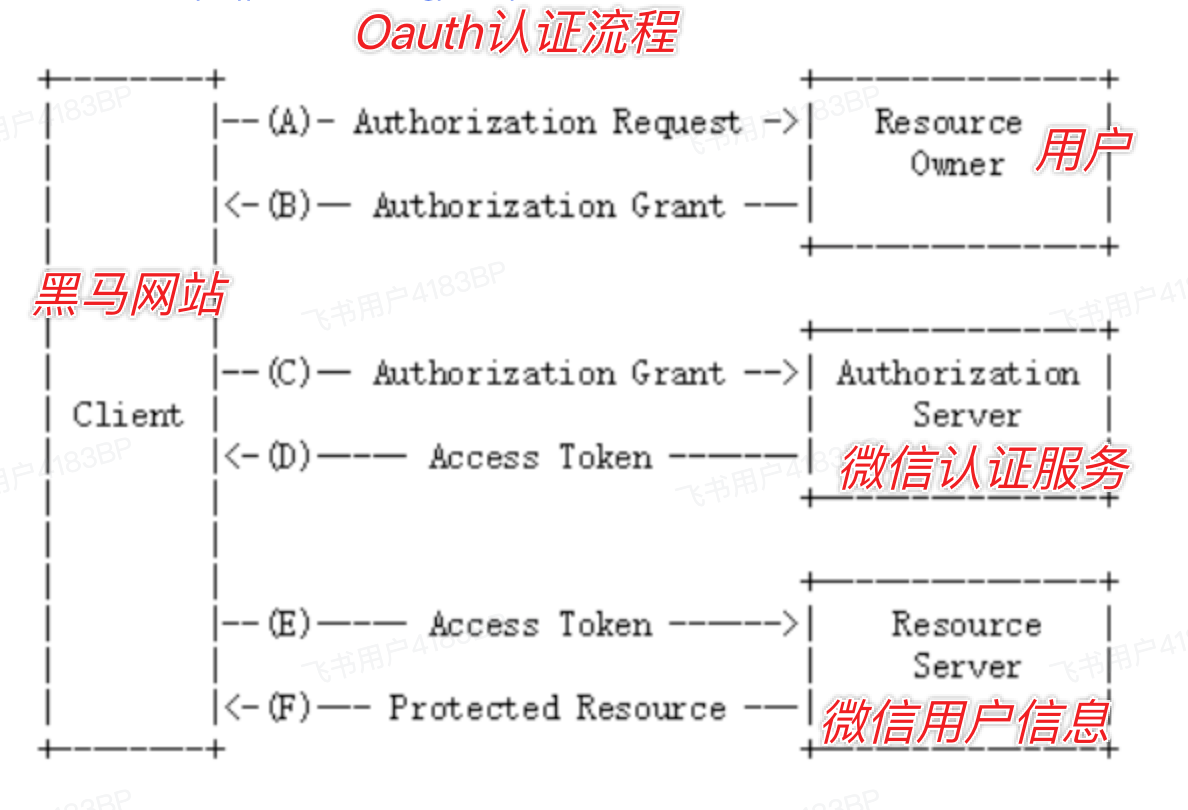 Oauth认证流程
--(A)- Authorization Request ->
Resource
Owner
用户
<-(B)-- Authorization Grant ---
黑马网站
--(C)-- Authorization Grant -->
Authorization
Server
Client
<-(D)----- Access Token -------
微信认证服务
--(E)----- Access Token ------>
Resource
Server
<-(F)--- Protected Resource ---
微信用户信息
飞书用户4183BP